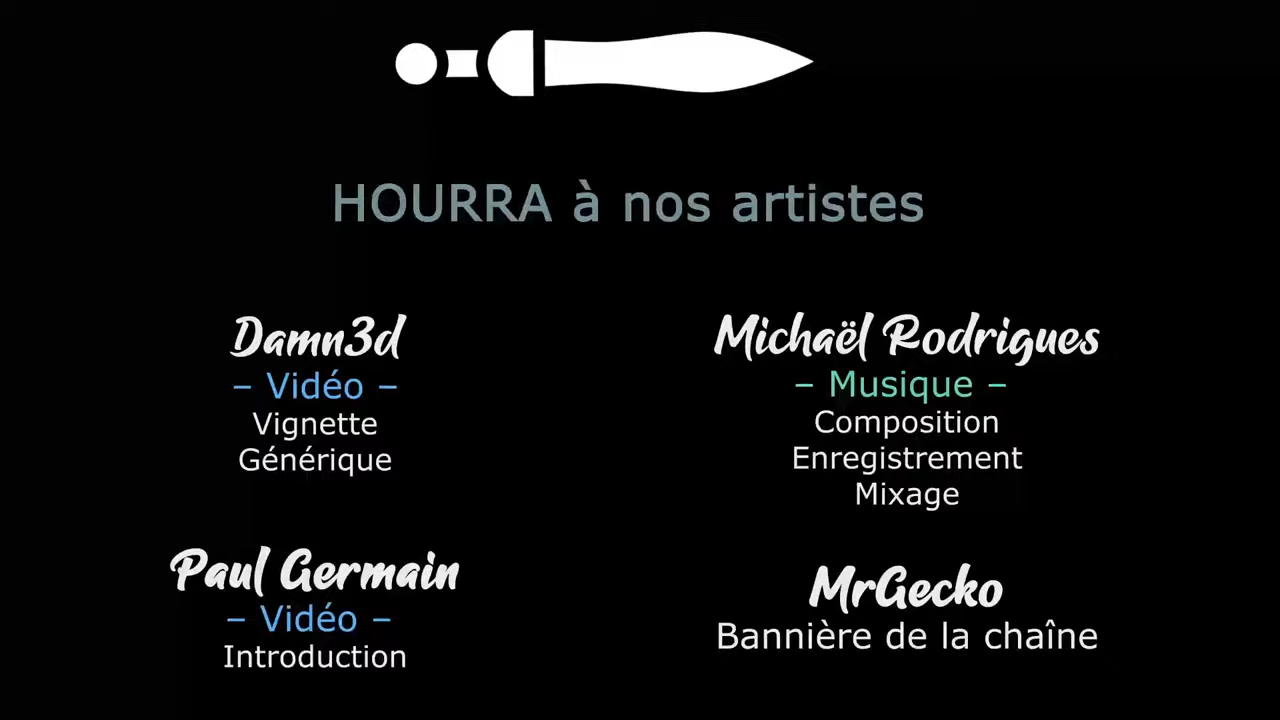 HOURRA à nos artistes
Damn3d
– Vidéo –
Vignette
Générique
Michaël Rodrigues
– Musique –
Composition
Enregistrement
Mixage
Paul Germain
– Vidéo –
Introduction
MrGecko
Bannière de la chaîne